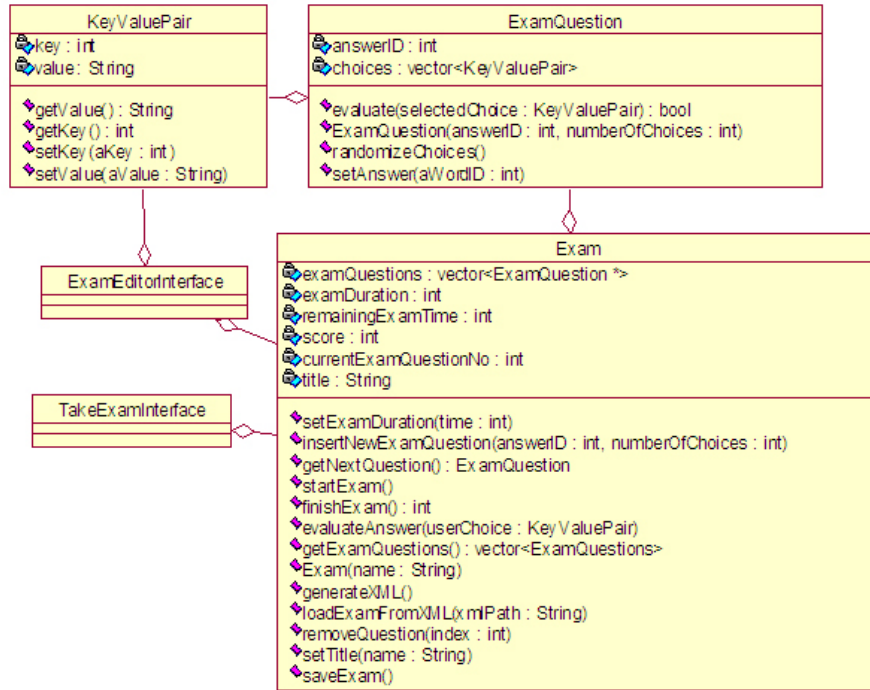 KeyValuePair
key : int
value : String
getValue() : String
getKey() : int
setKey(aKey : int)
setValue(aValue : String)
ExamQuestion
answerID : int
choices : vector<KeyValuePair>
evaluate(selectedChoice : KeyValuePair) : bool
ExamQuestion(answerID : int, numberOfChoices : int)
randomizeChoices()
setAnswer(aWordID : int)
ExamEditorInterface
TakeExamInterface
Exam
examQuestions : vector<ExamQuestion *>
examDuration : int
remainingExamTime : int
score : int
currentExamQuestionNo : int
title : String
setExamDuration(time : int)
insertNewExamQuestion(answerID : int, numberOfChoices : int)
getNextQuestion() : ExamQuestion
startExam()
finishExam() : int
evaluateAnswer(userChoice : KeyValuePair)
getExamQuestions() : vector<ExamQuestions>
Exam(name : String)
generateXML()
loadExamFromXML(xmlPath : String)
removeQuestion(index : int)
setTitle(name : String)
saveExam()